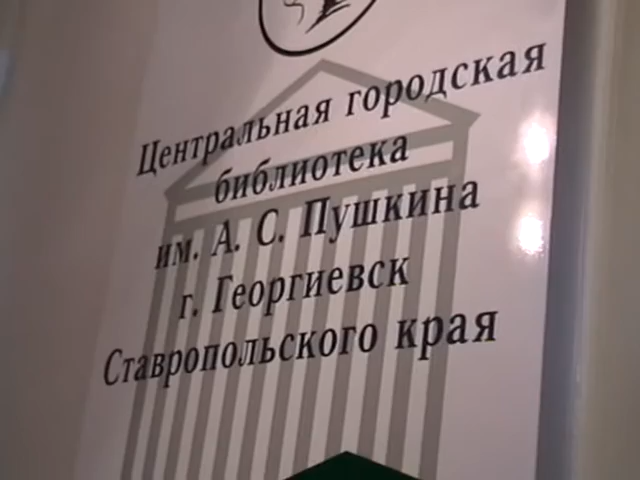 Центральная городская
библиотека
им. А. С. Пушкина
г. Георгиевск
Ставропольского края